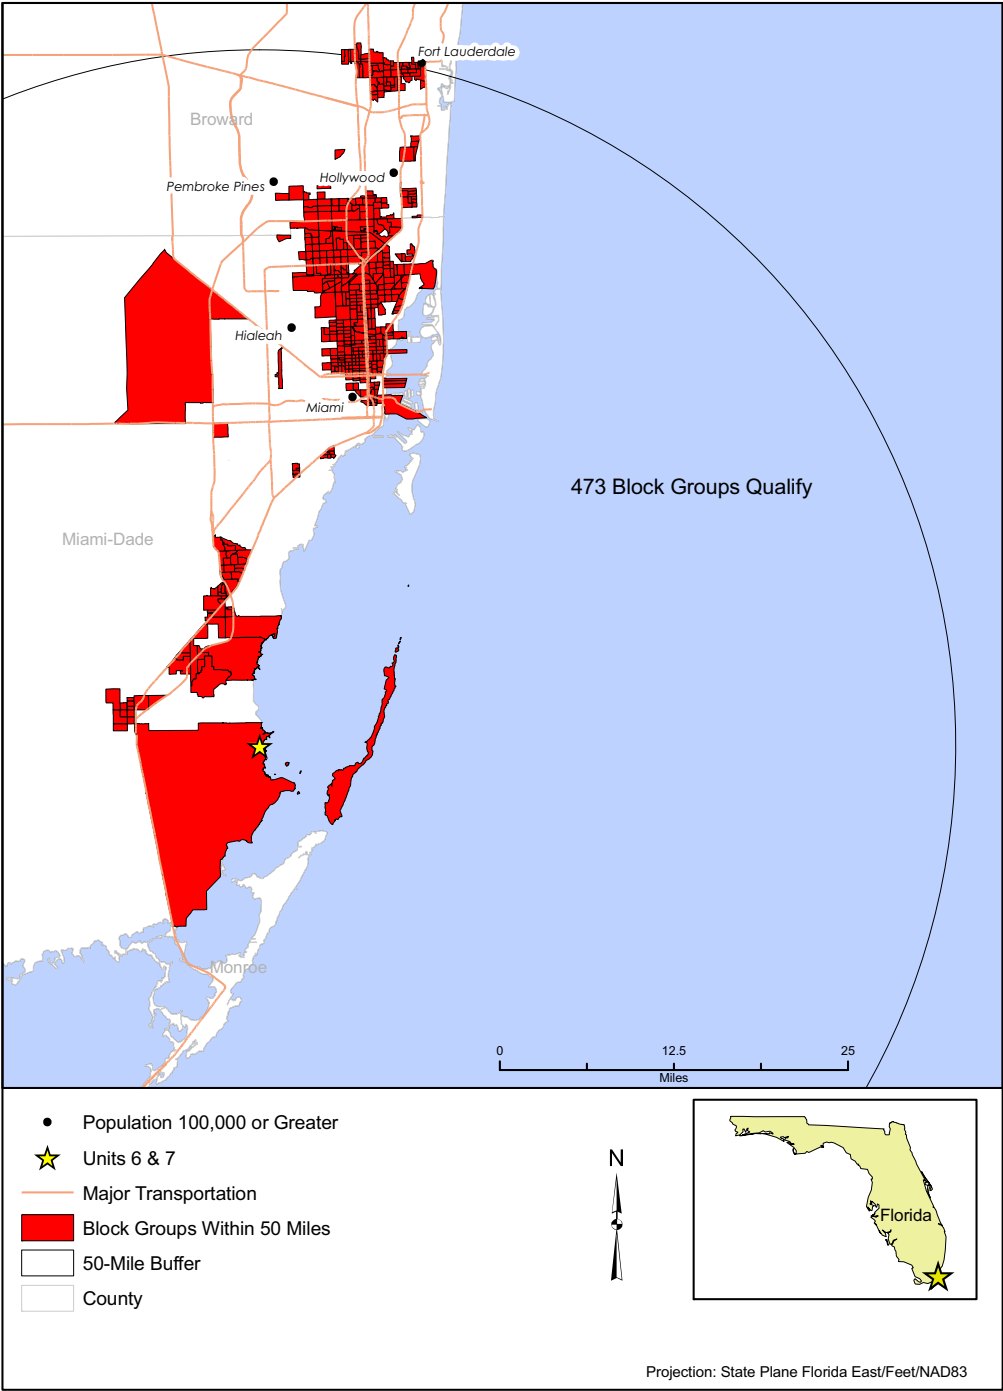 Fort Lauderdale
Broward
Pembroke Pines
Hollywood
Hialeah
Miami
473 Block Groups Qualify
Miami-Dade
Monroe
0 12.5 25
Miles
Population 100,000 or Greater
Units 6 & 7
Major Transportation
Block Groups Within 50 Miles
50-Mile Buffer
County
N
Florida
Projection: State Plane Florida East/Feet/NAD83